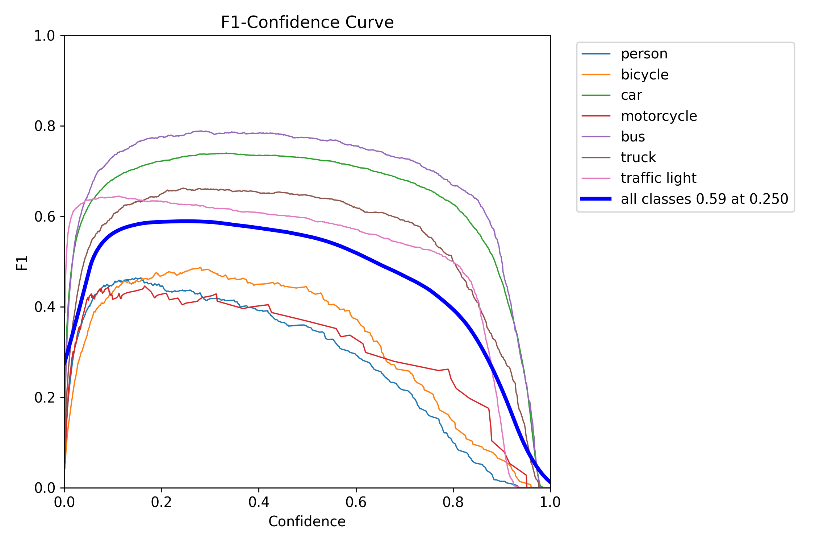 F1-Confidence Curve
1.0
0.8
0.6
0.4
0.2
0.0
F1
0.0 0.2 0.4 0.6 0.8 1.0
Confidence
person
bicycle
car
motorcycle
bus
truck
traffic light
all classes 0.59 at 0.250